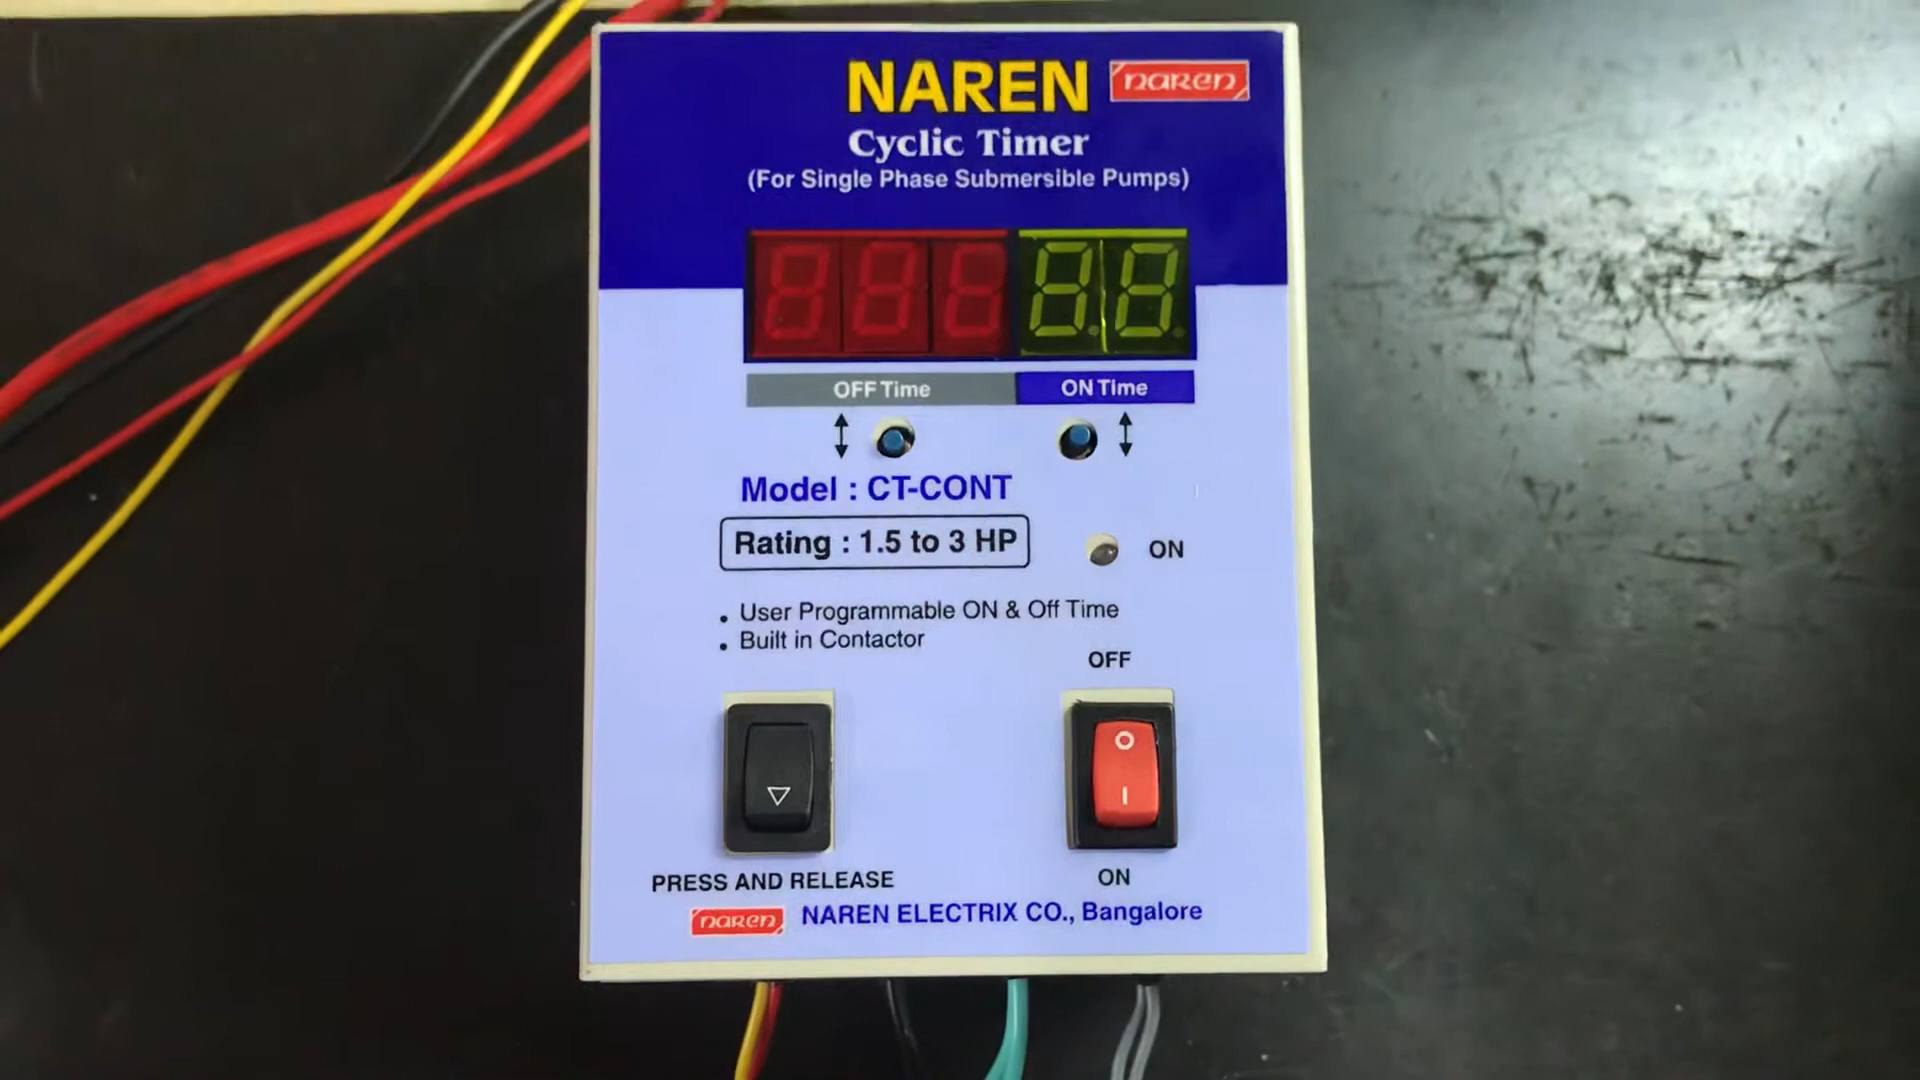 NAREN naren
Cyclic Timer
(For Single Phase Submersible Pumps)
OFF Time ON Time
Model : CT-CONT
Rating : 1.5 to 3 HP
ON
• User Programmable ON & Off Time
• Built in Contactor
OFF
O
I
PRESS AND RELEASE
ON
naren NAREN ELECTRIX CO., Bangalore